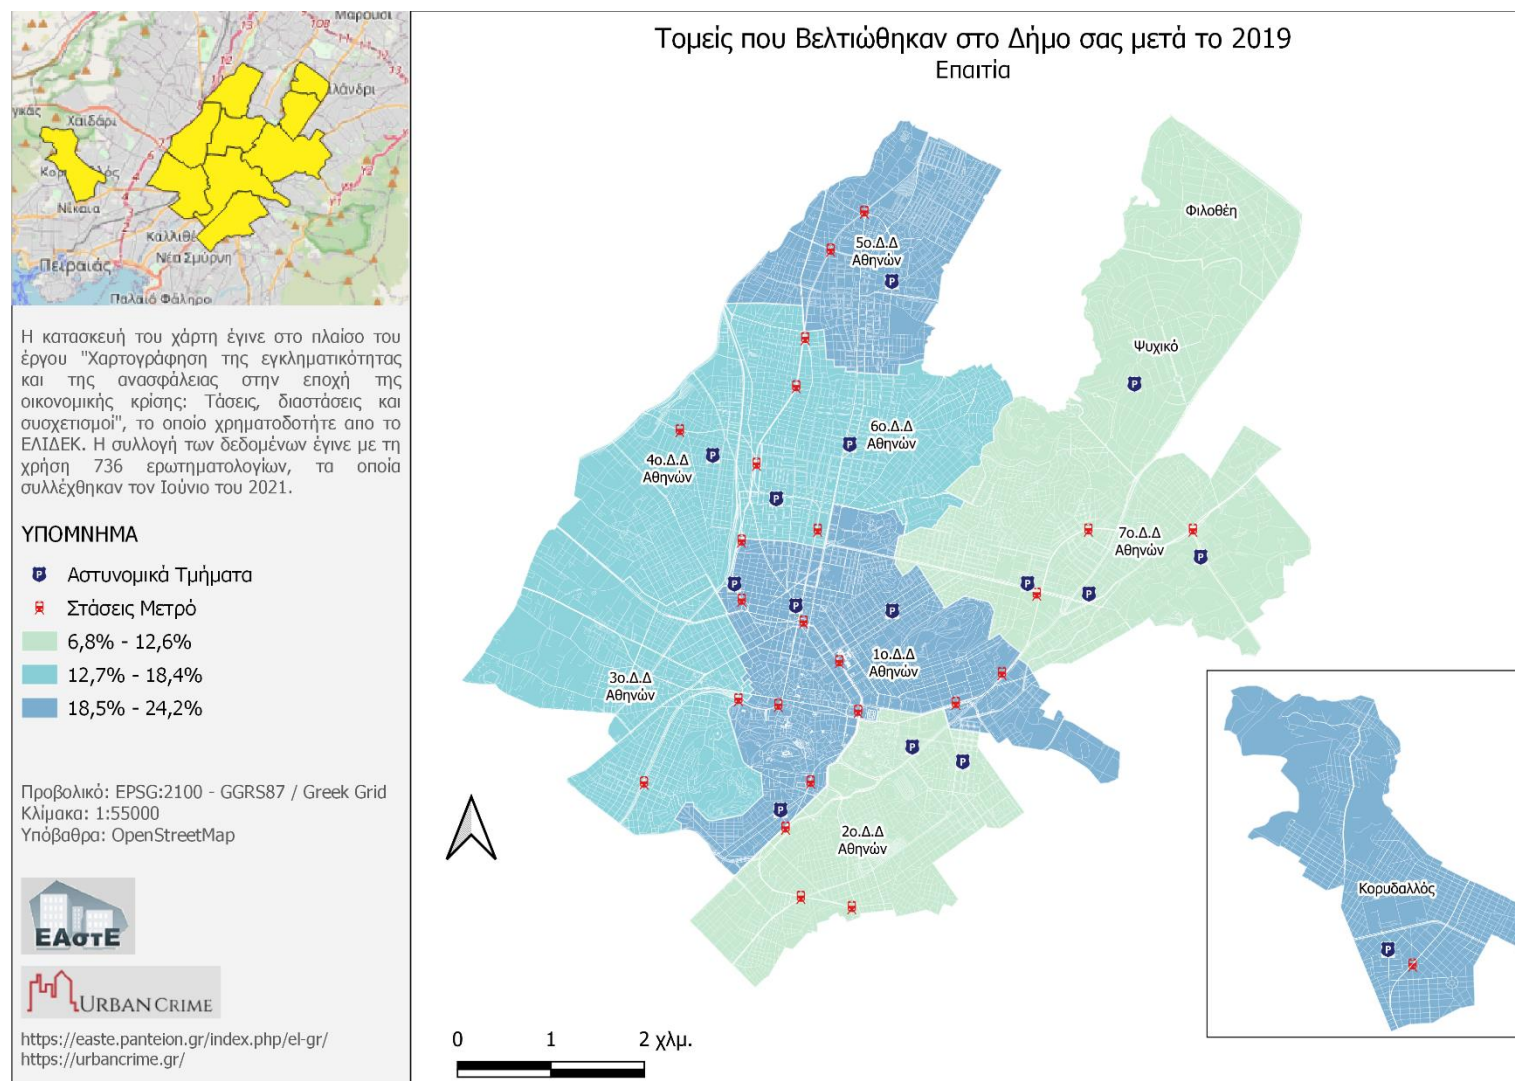 Τομείς που Βελτιώθηκαν στο Δήμο σας μετά το 2019
Επαιτία
Μαρούσι
Χαϊδάρι
Νίκαια
Καλλιθέ
Νέα Σμύρνη
Πειραιάς
Παλαιό Φάληρο
λάνδρι
Η κατασκευή του χάρτη έγινε στο πλαίσο του
έργου "Χαρτογράφηση της εγκληματικότητας
και της ανασφάλειας στην εποχή της
οικονομικής κρίσης: Τάσεις, διαστάσεις και
συσχετισμοί", το οποίο χρηματοδοτήτε απο το
ΕΛΙΔΕΚ. Η συλλογή των δεδομένων έγινε με τη
χρήση 736 ερωτηματολογίων, τα οποία
συλλέχθηκαν τον Ιούνιο του 2021.
ΥΠΟΜΝΗΜΑ
P Αστυνομικά Τμήματα
Στάσεις Μετρό
6,8% - 12,6%
12,7% - 18,4%
18,5% - 24,2%
Προβολικό: EPSG:2100 - GGRS87 / Greek Grid
Κλίμακα: 1:55000
Υπόβαθρα: OpenStreetMap
ΕΑστΕ
URBAN CRIME
https://easte.panteion.gr/index.php/el-gr/
https://urbancrime.gr/
Φιλοθέη
5ο.Δ.Δ
Αθηνών
Ψυχικό
6ο.Δ.Δ
Αθηνών
4ο.Δ.Δ
Αθηνών
7ο.Δ.Δ
Αθηνών
1ο.Δ.Δ
Αθηνών
3ο.Δ.Δ
Αθηνών
2ο.Δ.Δ
Αθηνών
Κορυδαλλός
0 1 2 χλμ.